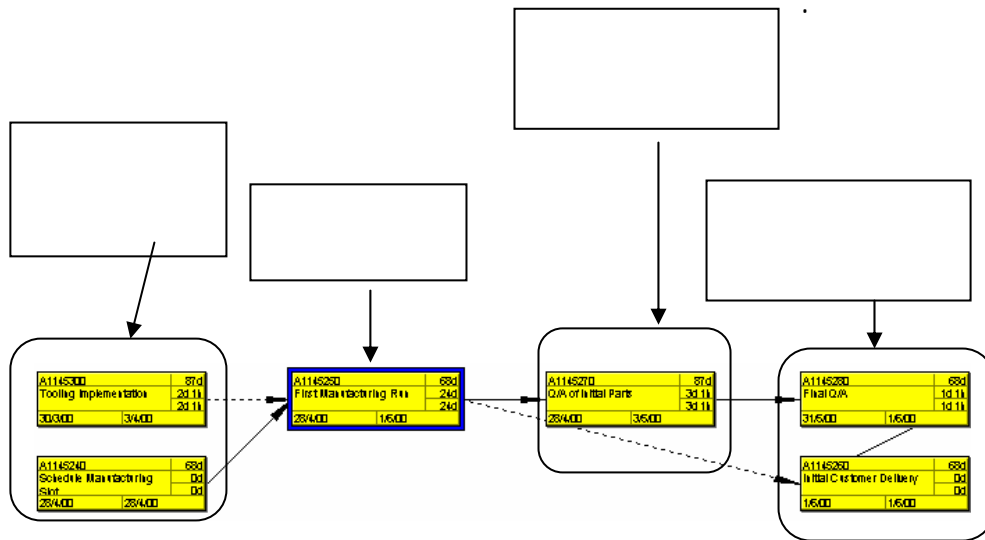 A1145300 87d
Tooling Implementation 2d 1h
2d 1h
30/3/00 3/4/00
A1145240 68d
Schedule Manufacturing 0d
Slot 0d
28/4/00 28/4/00
A1145250 68d
First Manufacturing Run 24d
24d
28/4/00 1/6/00
A1145270 87d
Q/A of Initial Parts 3d 1h
3d 1h
28/4/00 3/5/00
A1145280 68d
Final Q/A 1d 1h
1d 1h
31/5/00 1/6/00
A1145260 68d
Initial Customer Delivery 0d
0d
1/6/00 1/6/00